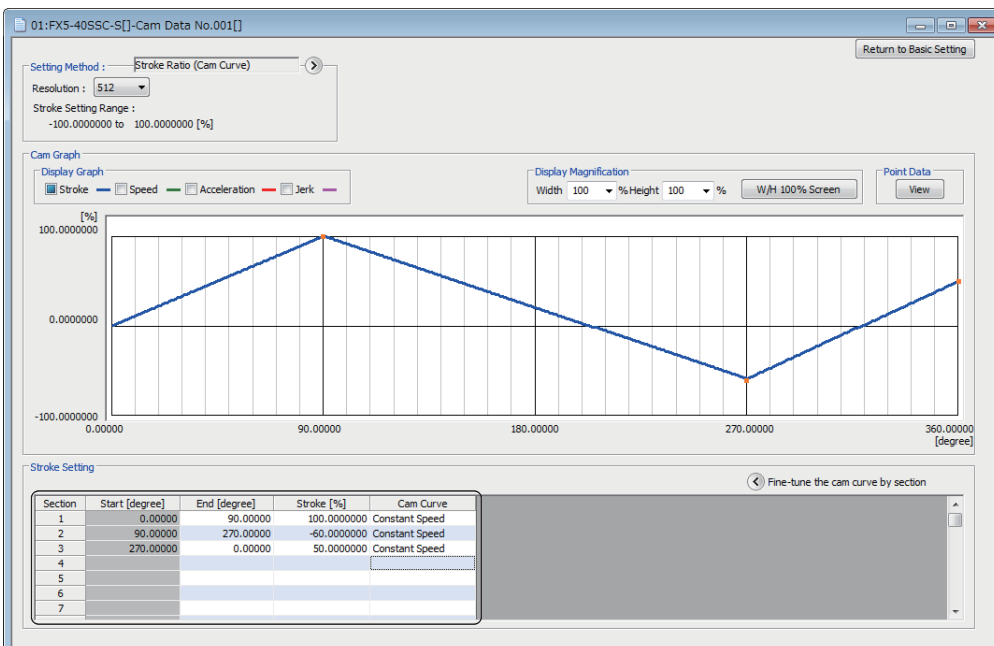 01:FX5-40SSC-S[]-Cam Data No.001[]
Return to Basic Setting
Setting Method : Stroke Ratio (Cam Curve)
Resolution : 512
Stroke Setting Range :
-100.0000000 to 100.0000000 [%]
Cam Graph
Display Graph
Stroke Speed Acceleration Jerk
Display Magnification
Width 100 % Height 100 % W/H 100% Screen
Point Data
View
[%]
100.0000000
0.0000000
-100.0000000
0.00000 90.00000 180.00000 270.00000 360.00000
[degree]
Stroke Setting
Fine-tune the cam curve by section
Section Start [degree] End [degree] Stroke [%] Cam Curve
1 0.00000 90.00000 100.0000000 Constant Speed
2 90.00000 270.00000 -60.0000000 Constant Speed
3 270.00000 0.00000 50.0000000 Constant Speed
4
5
6
7